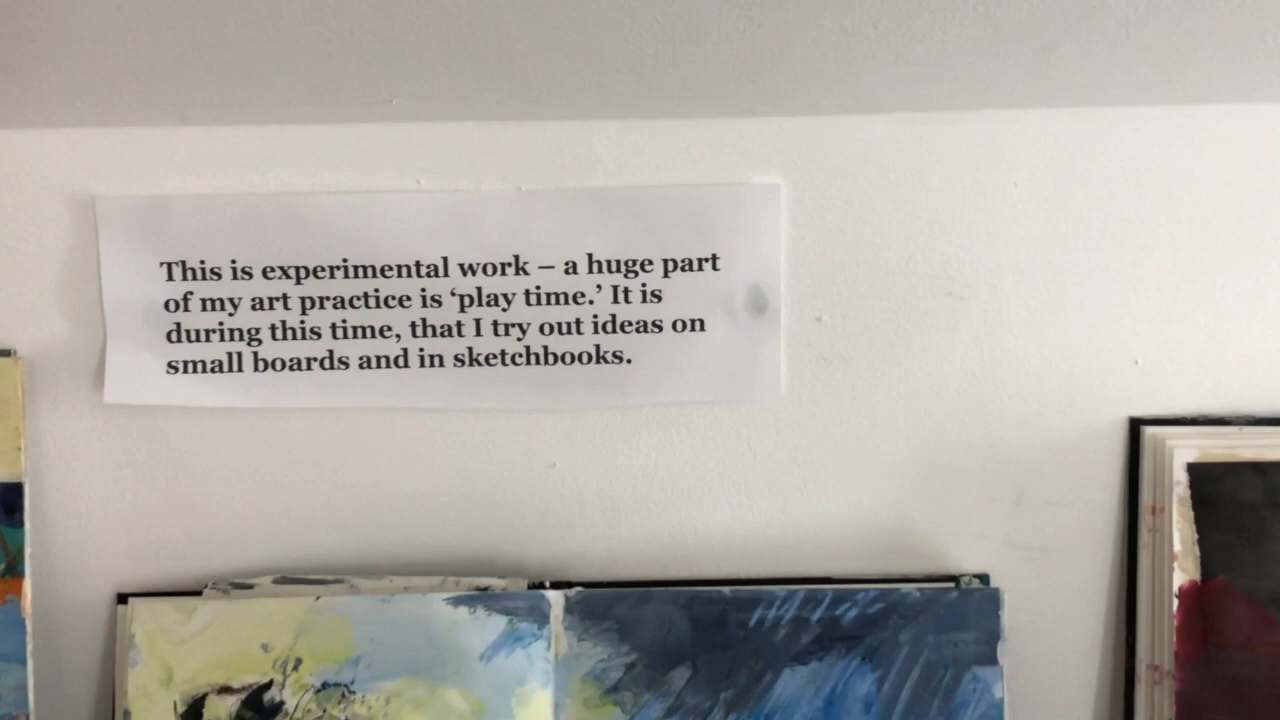 This is experimental work – a huge part
of my art practice is ‘play time.’ It is
during this time, that I try out ideas on
small boards and in sketchbooks.